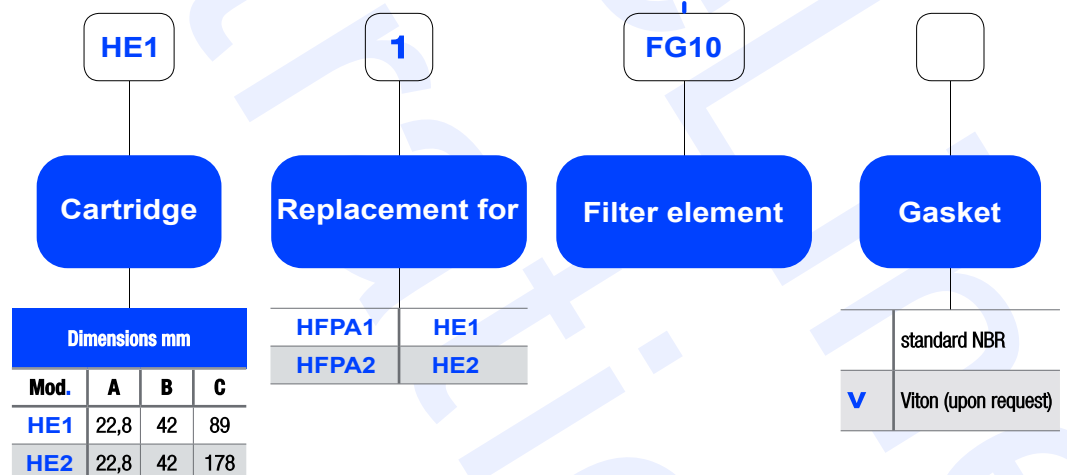 HE1 1 FG10
Cartridge Replacement for Filter element Gasket
Dimensions mm
Mod. A B C
HE1 22,8 42 89
HE2 22,8 42 178
HFPA1 HE1
HFPA2 HE2
standard NBR
V Viton (upon request)